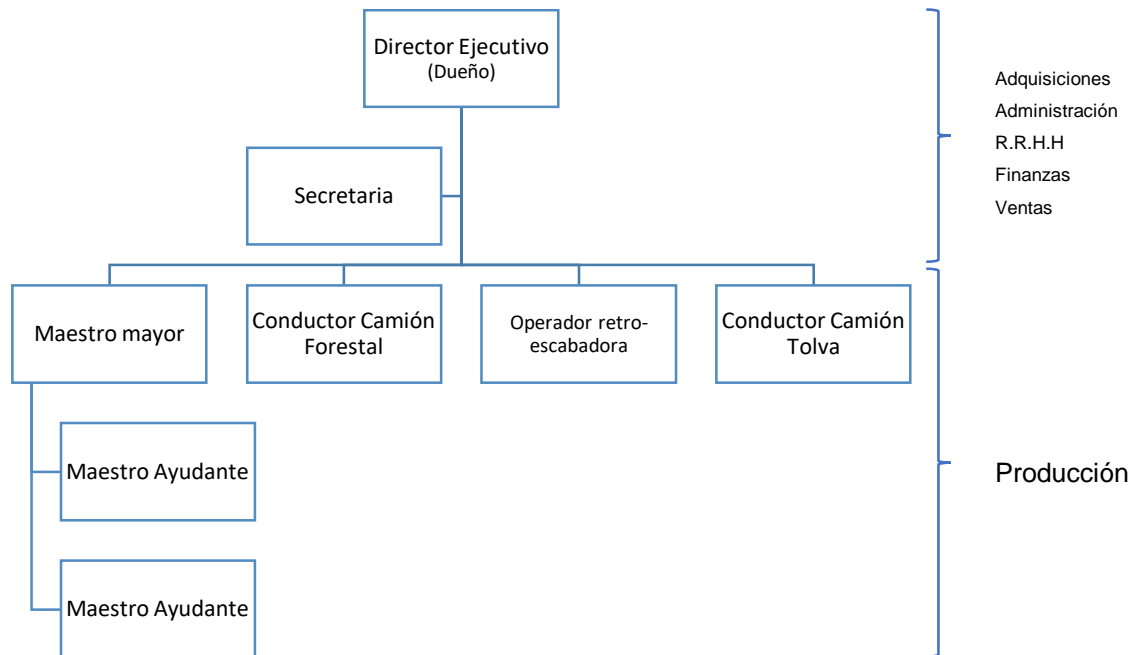 Director Ejecutivo
(Dueño)
Adquisiciones
Administración
R.R.H.H
Finanzas
Ventas
Secretaria
Maestro mayor
Conductor Camión
Forestal
Operador retro-
escabadora
Conductor Camión
Tolva
Maestro Ayudante
Producción
Maestro Ayudante